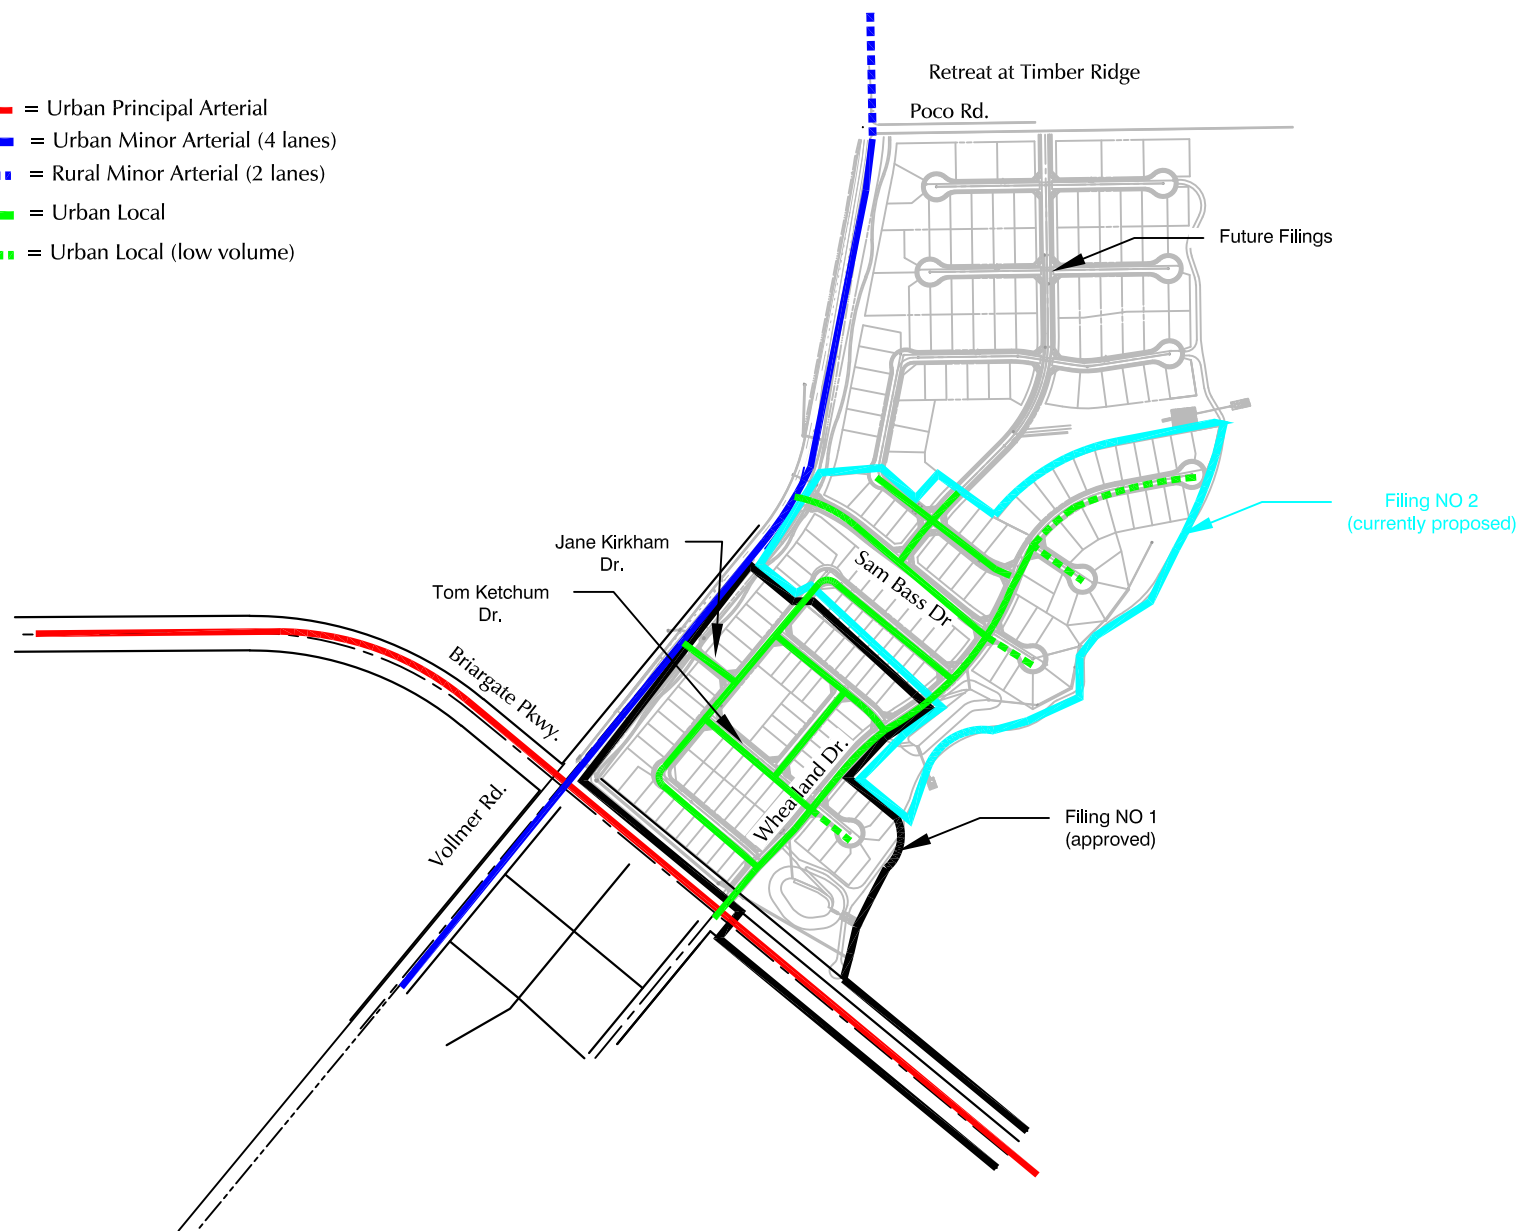 Retreat at Timber Ridge
Poco Rd.
= Urban Principal Arterial
= Urban Minor Arterial (4 lanes)
= Rural Minor Arterial (2 lanes)
= Urban Local
= Urban Local (low volume)
Future Filings
Filing NO 2
(currently proposed)
Jane Kirkham
Dr.
Tom Ketchum
Dr.
Sam Bass Dr
Briargate Pkwy.
Vollmer Rd.
Wheatland Dr.
Filing NO 1
(approved)